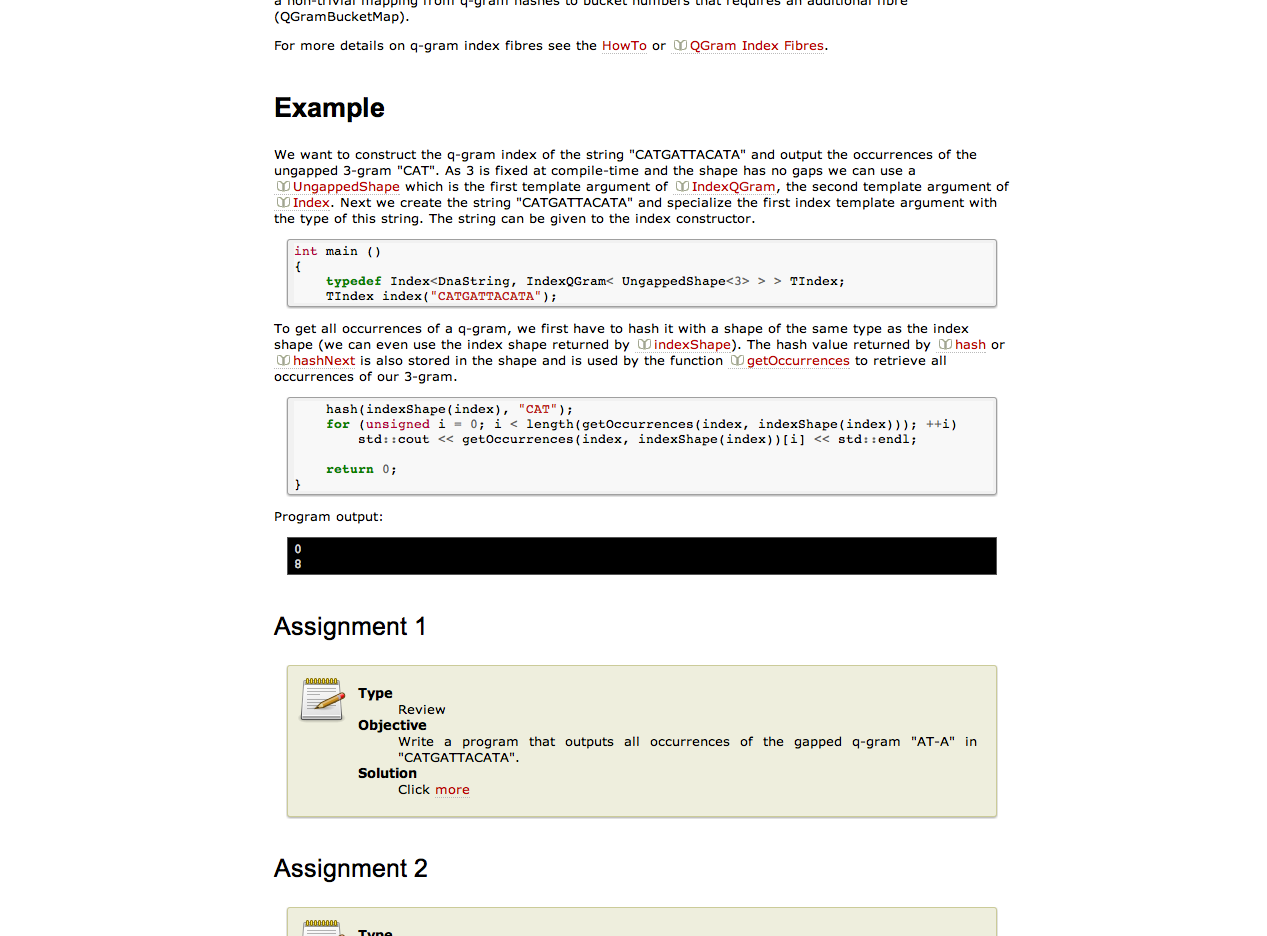 a non-trivial mapping from q-gram hashes to bucket numbers that requires an additional fibre
(QGramBucketMap).
For more details on q-gram index fibres see the HowTo or QGram Index Fibres.
Example
We want to construct the q-gram index of the string "CATGATTACATA" and output the occurrences of the
ungapped 3-gram "CAT". As 3 is fixed at compile-time and the shape has no gaps we can use a
UngappedShape which is the first template argument of IndexQGram, the second template argument of
Index. Next we create the string "CATGATTACATA" and specialize the first index template argument with
the type of this string. The string can be given to the index constructor.
int main ()
{
    typedef Index<DnaString, IndexQGram< UngappedShape<3> > > TIndex;
    TIndex index("CATGATTACATA");
To get all occurrences of a q-gram, we first have to hash it with a shape of the same type as the index
shape (we can even use the index shape returned by indexShape). The hash value returned by hash or
hashNext is also stored in the shape and is used by the function getOccurrences to retrieve all
occurrences of our 3-gram.
    hash(indexShape(index), "CAT");
    for (unsigned i = 0; i < length(getOccurrences(index, indexShape(index))); ++i)
        std::cout << getOccurrences(index, indexShape(index))[i] << std::endl;
    return 0;
}
Program output:
0
8
Assignment 1
Type
Review
Objective
Write a program that outputs all occurrences of the gapped q-gram "AT-A" in
"CATGATTACATA".
Solution
Click more
Assignment 2
Type